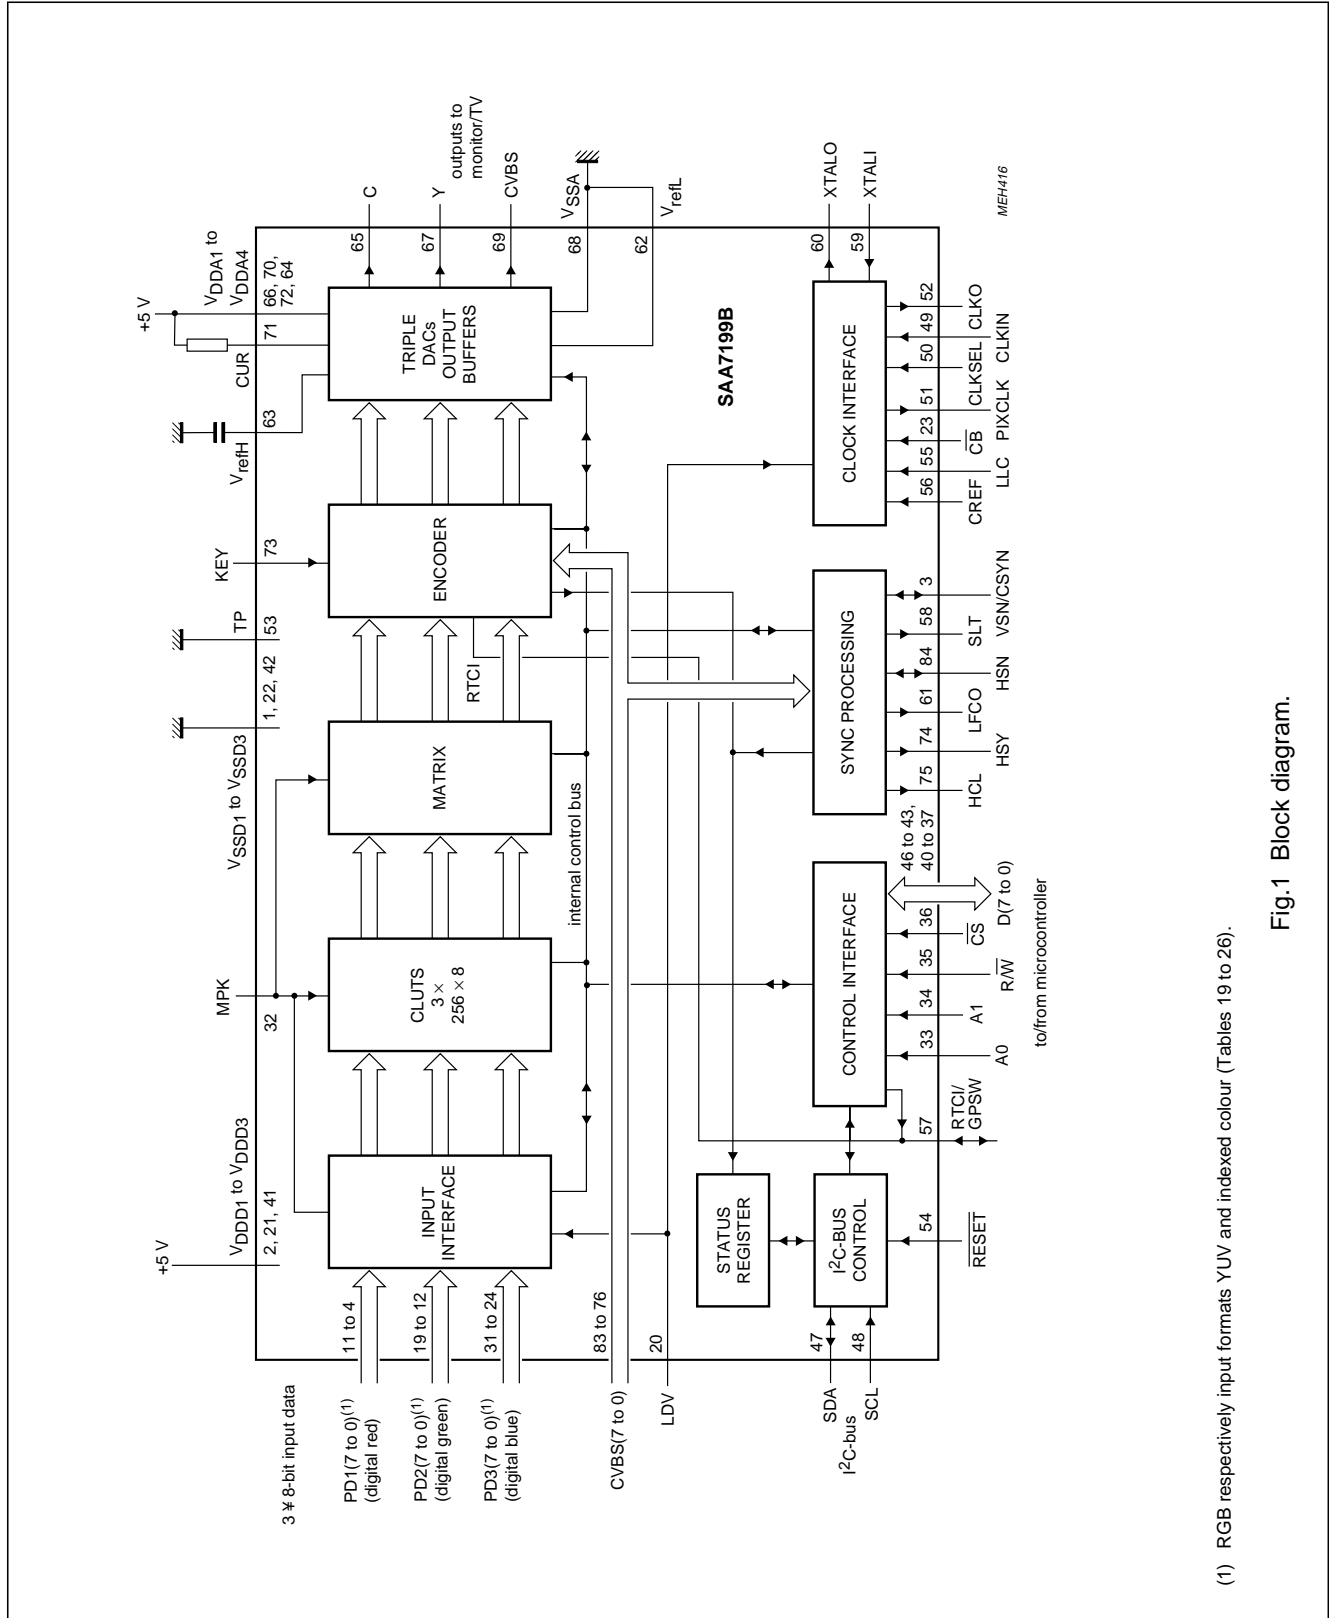 +5 V
VDDD1 to VDDD3
2, 21, 41
MPK
32
VSSD1 to VSSD3
1, 22, 42
TP
53
KEY
73
VrefH
63
CUR
71
+5 V
VDDA1 to
VDDA4
66, 70,
72, 64
3 ¥ 8-bit input data
PD1(7 to 0)(1)
(digital red)
11 to 4
PD2(7 to 0)(1)
(digital green)
19 to 12
PD3(7 to 0)(1)
(digital blue)
31 to 24
INPUT
INTERFACE
CLUTS
3 ×
256 × 8
MATRIX
ENCODER
TRIPLE
DACs
OUTPUT
BUFFERS
65
C
67
Y
69
CVBS
outputs to
monitor/TV
68
VSSA
62
VrefL
internal control bus
RTCI
CVBS(7 to 0)
83 to 76
LDV
20
SAA7199B
STATUS
REGISTER
I2C-BUS
CONTROL
CONTROL INTERFACE
SYNC PROCESSING
CLOCK INTERFACE
60
XTALO
59
XTALI
SDA
47
I2C-bus
SCL
48
54
RESET
57
RTCI/
GPSW
33
A0
34
A1
35
R/W
36
CS
46 to 43,
40 to 37
D(7 to 0)
to/from microcontroller
75
HCL
74
HSY
61
LFCO
84
HSN
58
SLT
3
VSN/CSYN
56
CREF
55
LLC
23
CB
51
PIXCLK
50
CLKSEL
49
CLKIN
52
CLKO
MEH416
(1) RGB respectively input formats YUV and indexed colour (Tables 19 to 26).
Fig.1 Block diagram.